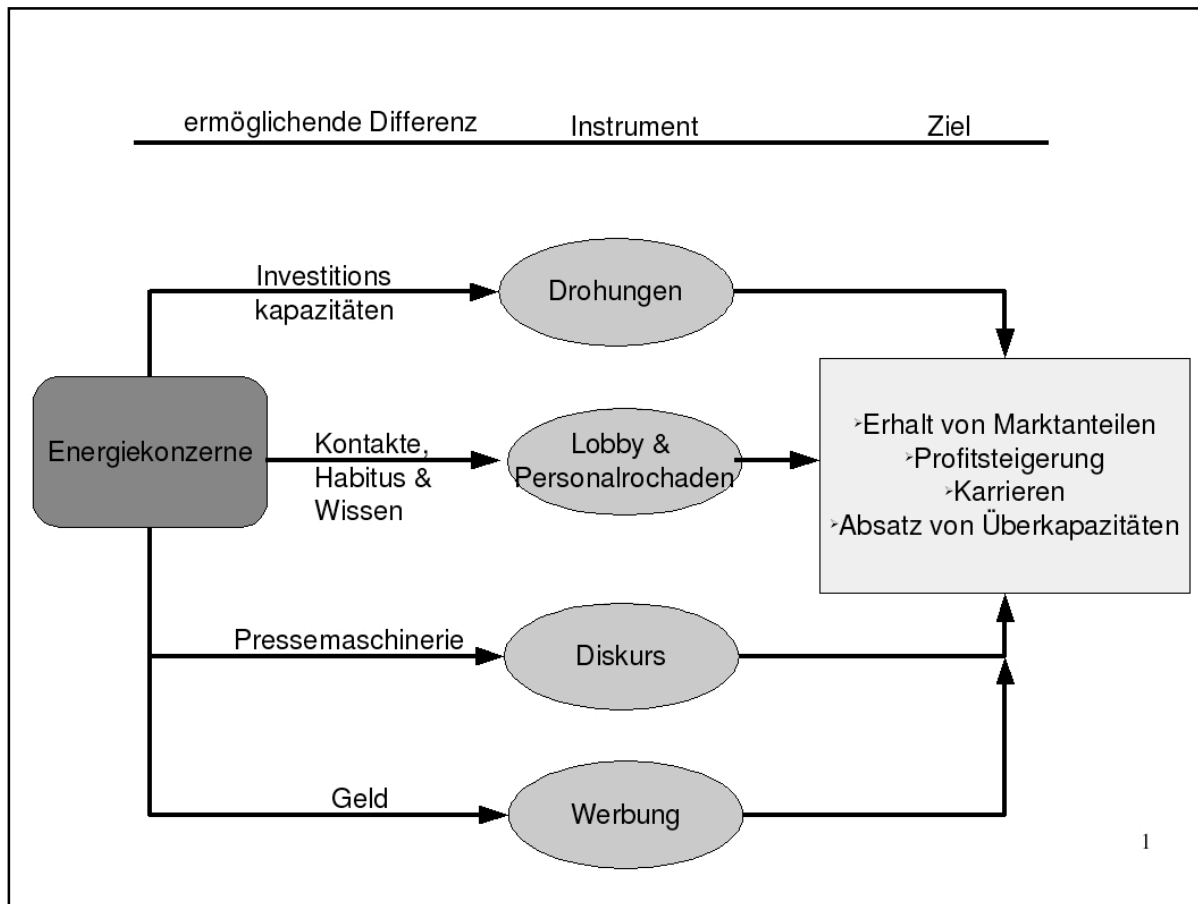 ermöglichende Differenz Instrument Ziel
Investitions
kapazitäten
Drohungen
Energiekonzerne
Kontakte,
Habitus &
Wissen
Lobby &
Personalrochaden
➢Erhalt von Marktanteilen
➢Profitsteigerung
➢Karrieren
➢Absatz von Überkapazitäten
Pressemaschinerie
Diskurs
Geld
Werbung
1